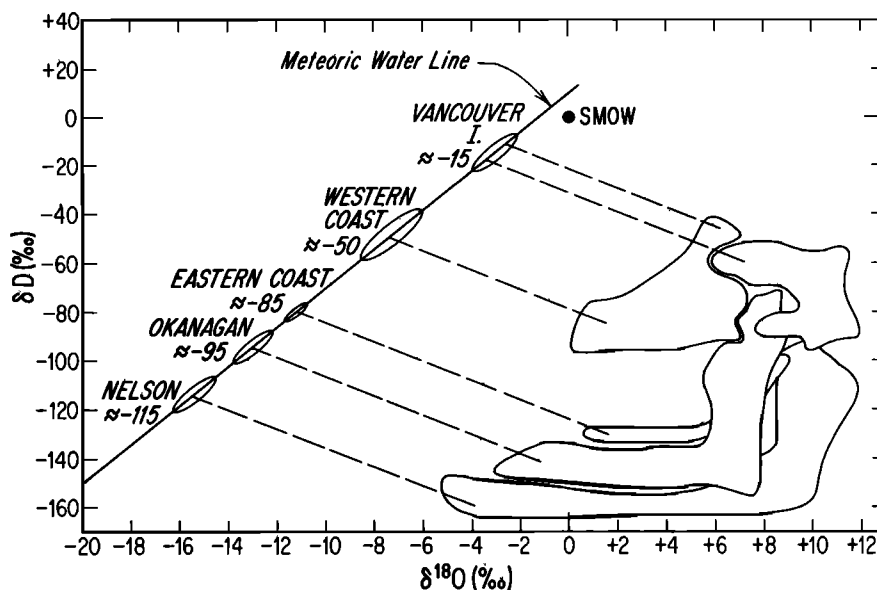 +40
+20
0
-20
-40
-60
-80
-100
-120
-140
-160
δD (‰)
Meteoric Water Line
SMOW
VANCOUVER
I.
≈-15
WESTERN
COAST
≈-50
EASTERN COAST
≈-85
OKANAGAN
≈-95
NELSON
≈-115
-20 -18 -16 -14 -12 -10 -8 -6 -4 -2 0 +2 +4 +6 +8 +10 +12
δ¹⁸O (‰)